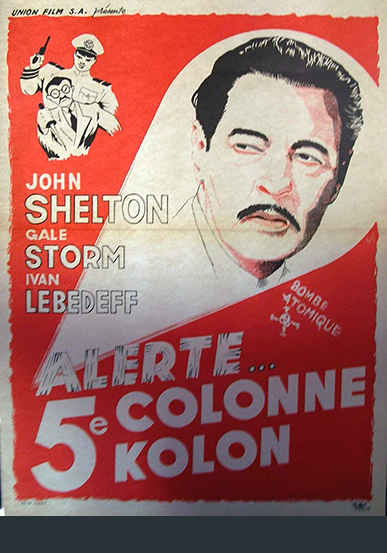 UNION FILM S.A. présente
JOHN
SHELTON
GALE
STORM
IVAN
LEBEDEFF
BOMBE
ATOMIQUE
ALERTE...
5e COLONNE
KOLON